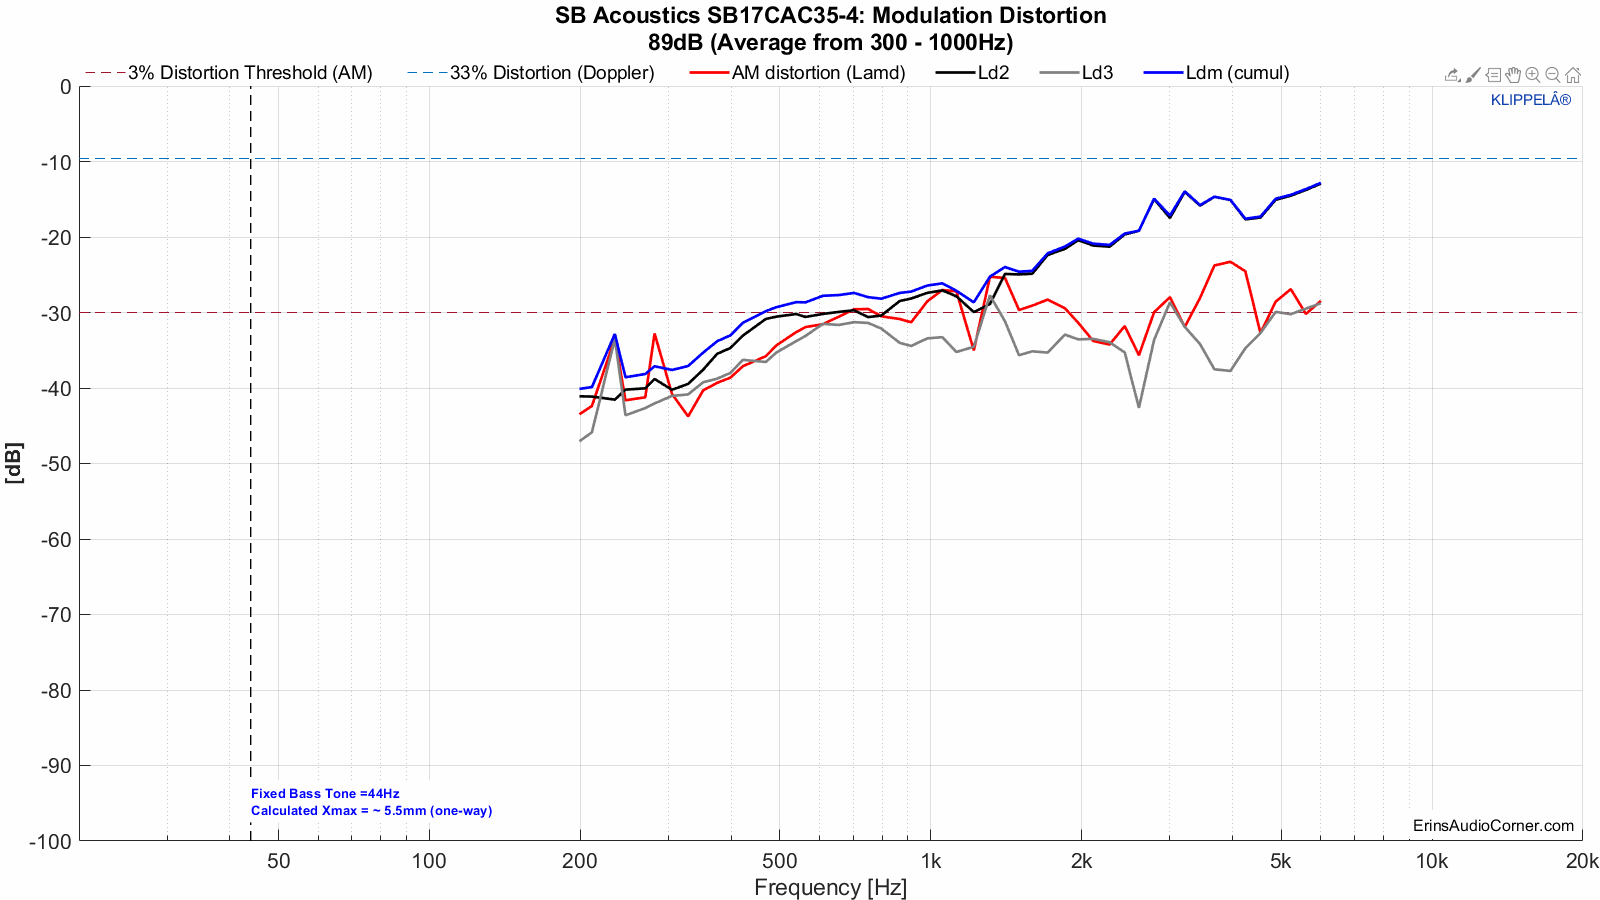 SB Acoustics SB17CAC35-4: Modulation Distortion
89dB (Average from 300 - 1000Hz)
3% Distortion Threshold (AM) 33% Distortion (Doppler) AM distortion (Lamd) Ld2 Ld3 Ldm (cumul)
KLIPPELÂ®
0
-10
-20
-30
-40
-50
-60
-70
-80
-90
-100
[dB]
Fixed Bass Tone =44Hz
Calculated Xmax = ~ 5.5mm (one-way)
ErinsAudioCorner.com
50 100 200 500 1k 2k 5k 10k 20k
Frequency [Hz]